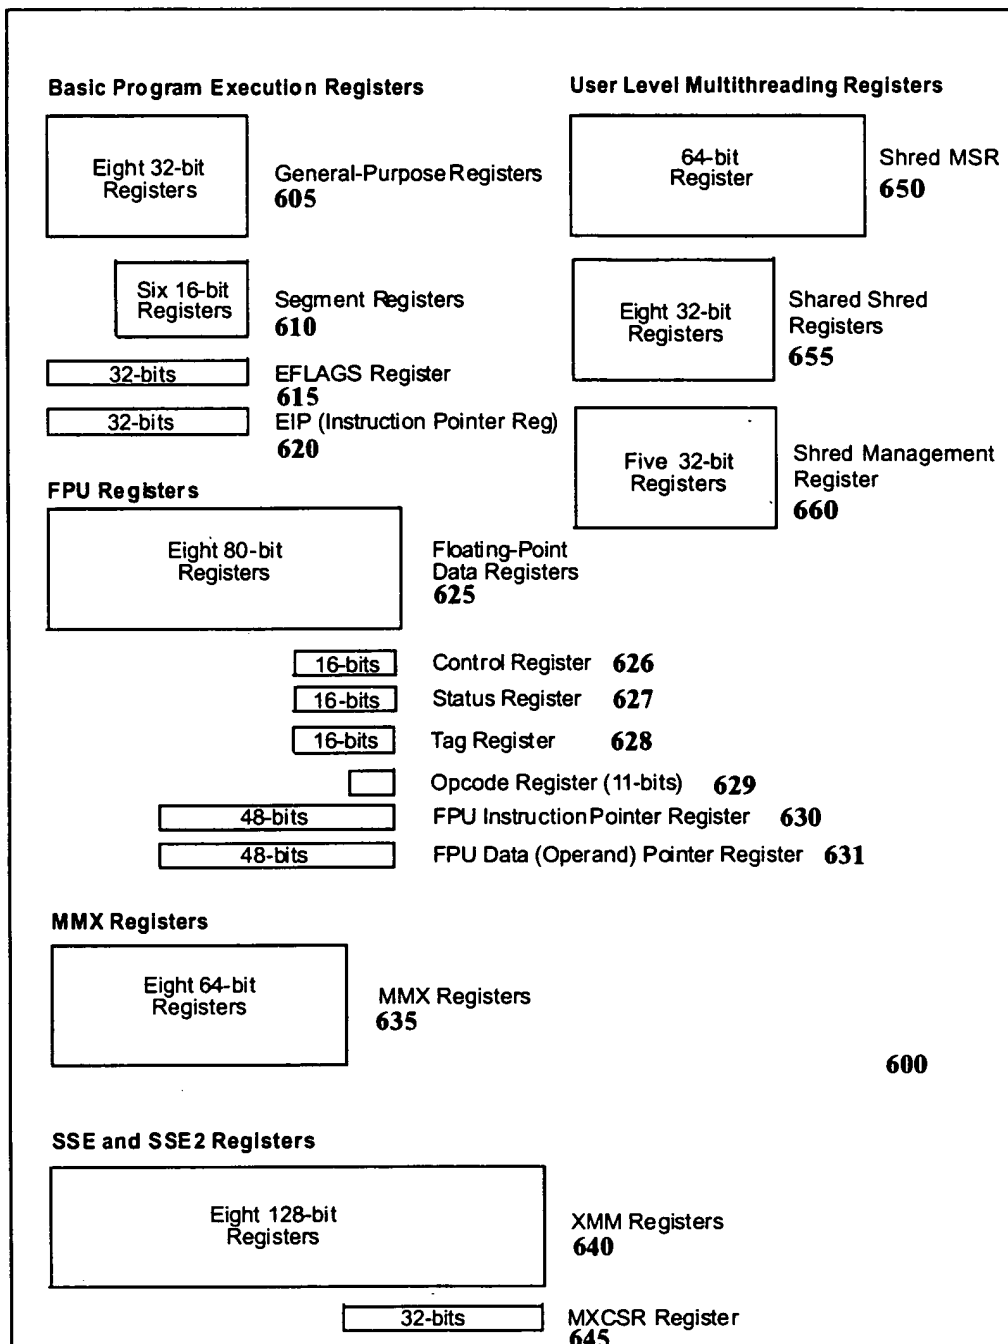 Basic Program Execution Registers
Eight 32-bit
Registers
General-Purpose Registers
605
Six 16-bit
Registers
Segment Registers
610
32-bits
EFLAGS Register
615
32-bits
EIP (Instruction Pointer Reg)
620
User Level Multithreading Registers
64-bit
Register
Shred MSR
650
Eight 32-bit
Registers
Shared Shred
Registers
655
Five 32-bit
Registers
Shred Management
Register
660
FPU Registers
Eight 80-bit
Registers
Floating-Point
Data Registers
625
16-bits
Control Register 626
16-bits
Status Register 627
16-bits
Tag Register 628
Opcode Register (11-bits) 629
48-bits
FPU Instruction Pointer Register 630
48-bits
FPU Data (Operand) Pointer Register 631
MMX Registers
Eight 64-bit
Registers
MMX Registers
635
600
SSE and SSE2 Registers
Eight 128-bit
Registers
XMM Registers
640
32-bits
MXCSR Register
645